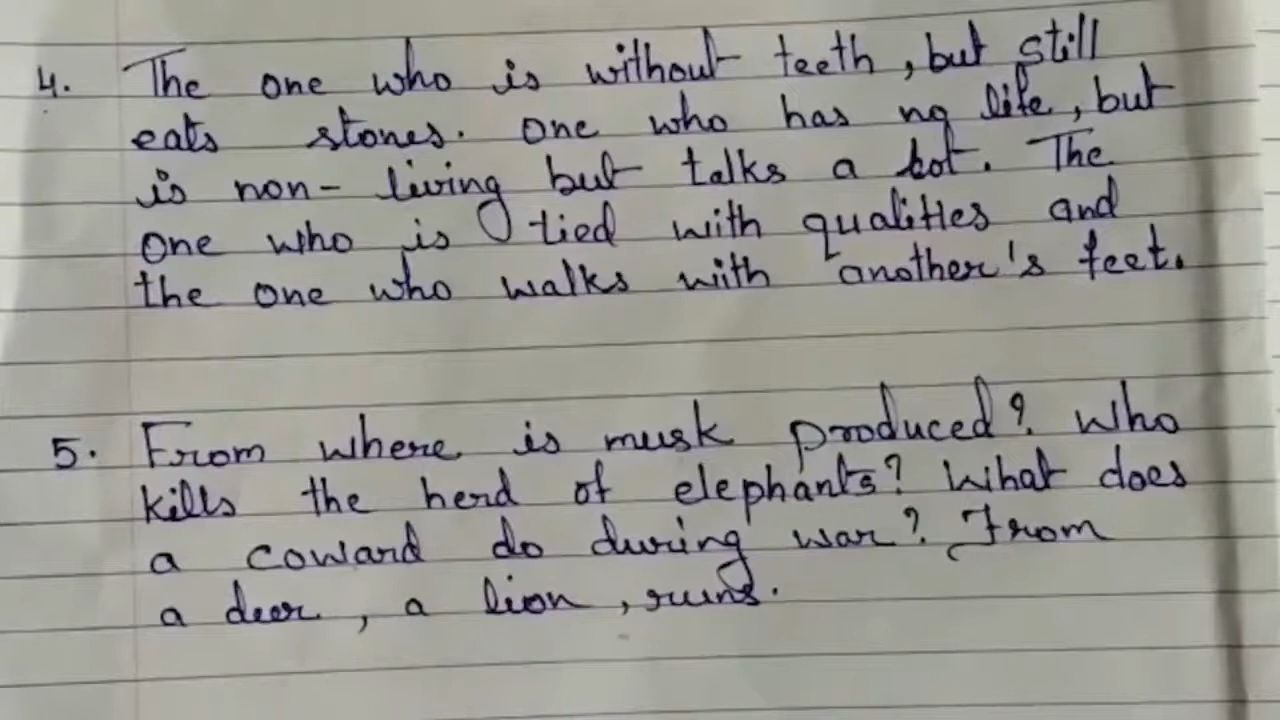 4. The one who is without teeth, but still
eats stones. One who has no life, but
is non-living but talks a lot. The
one who is tied with qualities and
the one who walks with another's feet.
5. From where is musk produced? Who
kills the herd of elephants? What does
a coward do during war? From
a deer, a lion, runs.